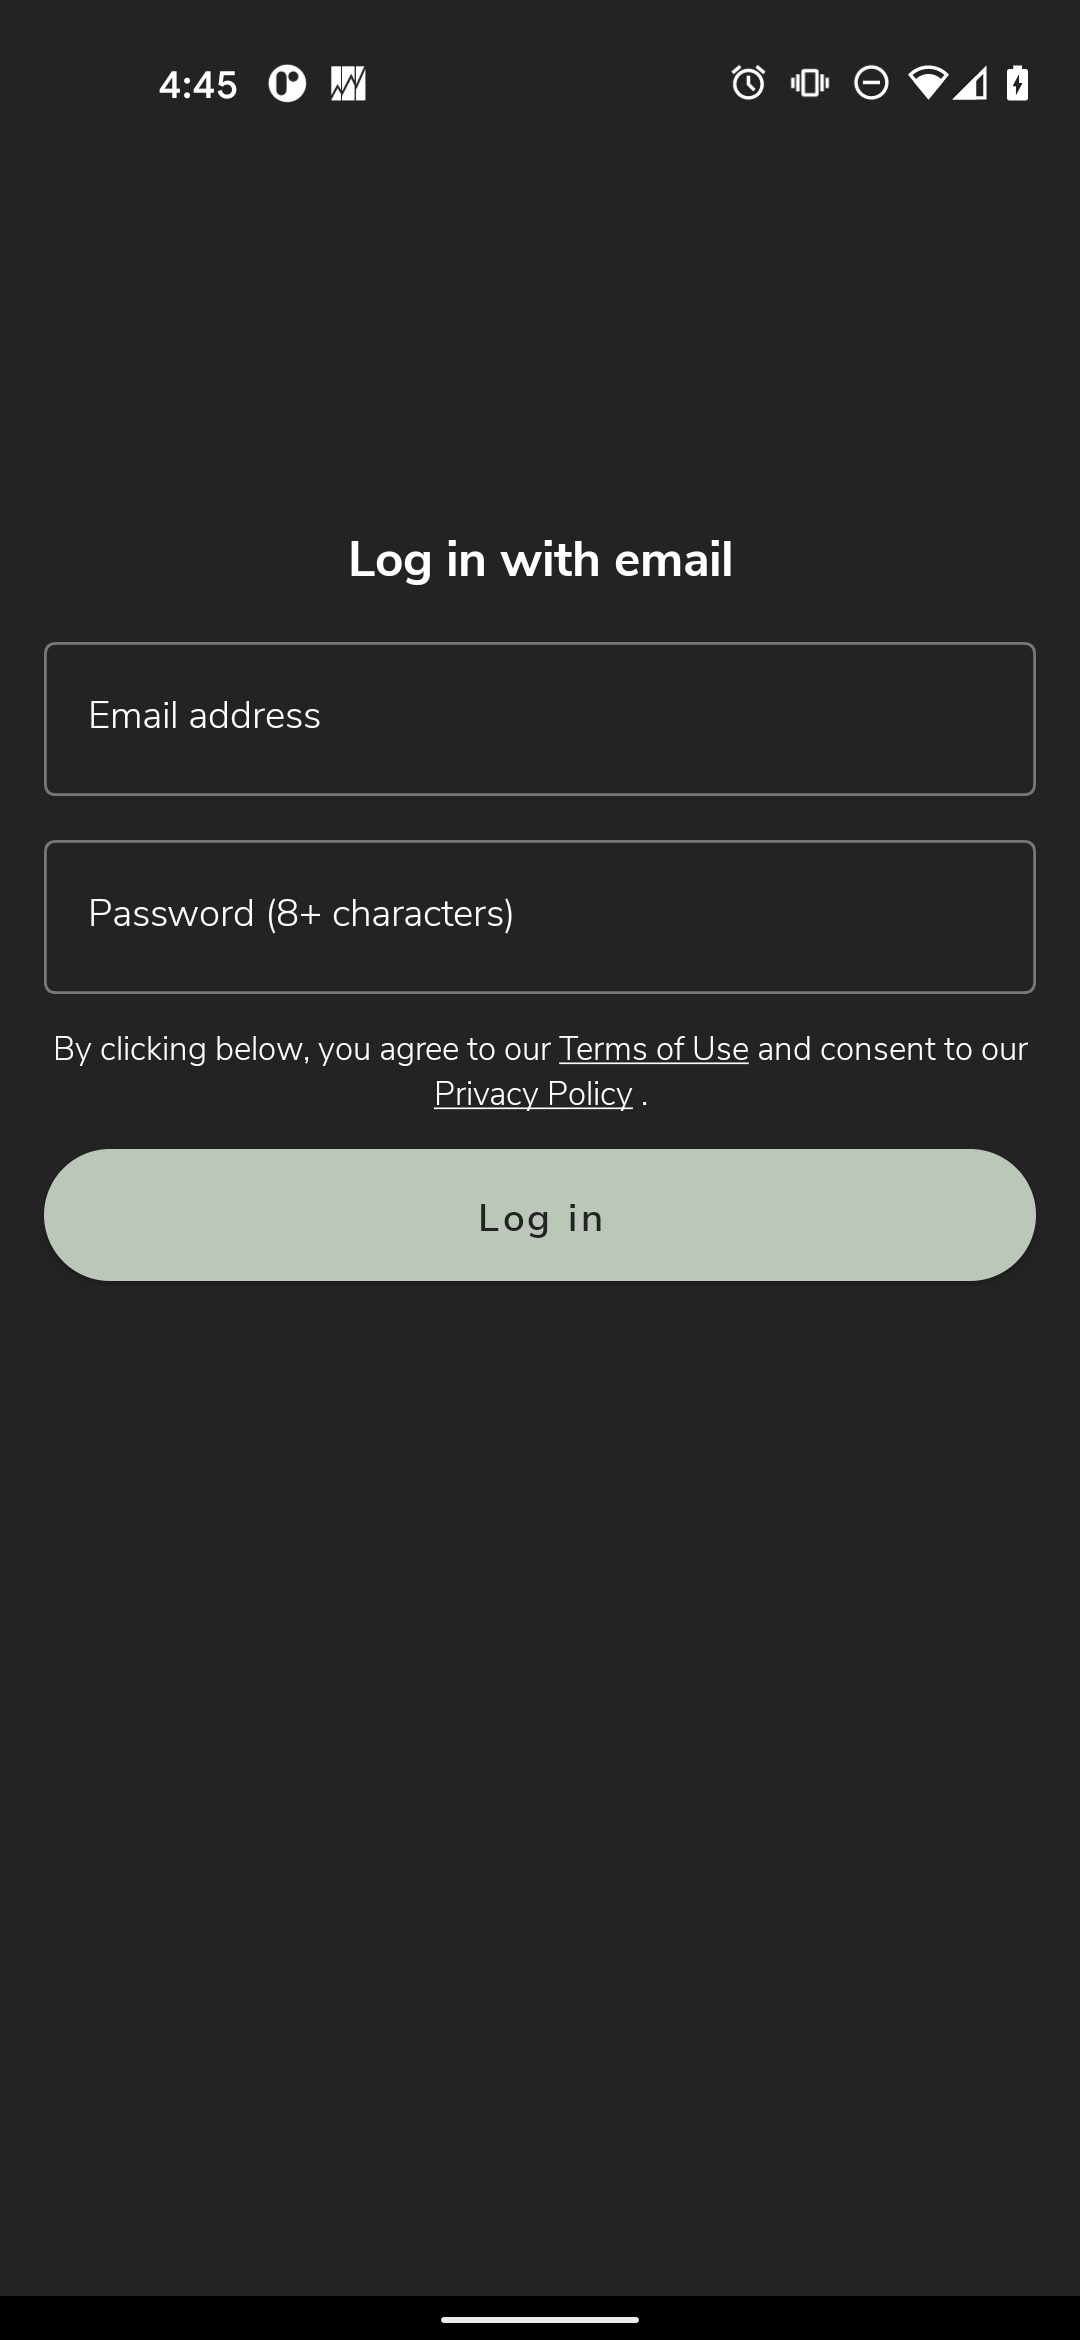 4:45
Log in with email
Email address
Password (8+ characters)
By clicking below, you agree to our Terms of Use and consent to our
Privacy Policy .
Log in